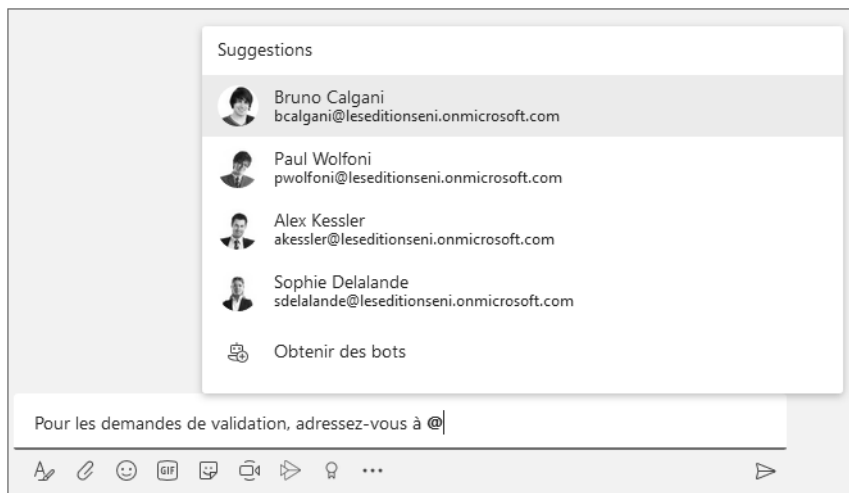 Suggestions
Bruno Calgani
bcalgani@leseditionseni.onmicrosoft.com
Paul Wolfoni
pwolfoni@leseditionseni.onmicrosoft.com
Alex Kessler
akessler@leseditionseni.onmicrosoft.com
Sophie Delalande
sdelalande@leseditionseni.onmicrosoft.com
Obtenir des bots
Pour les demandes de validation, adressez-vous à @
GIF